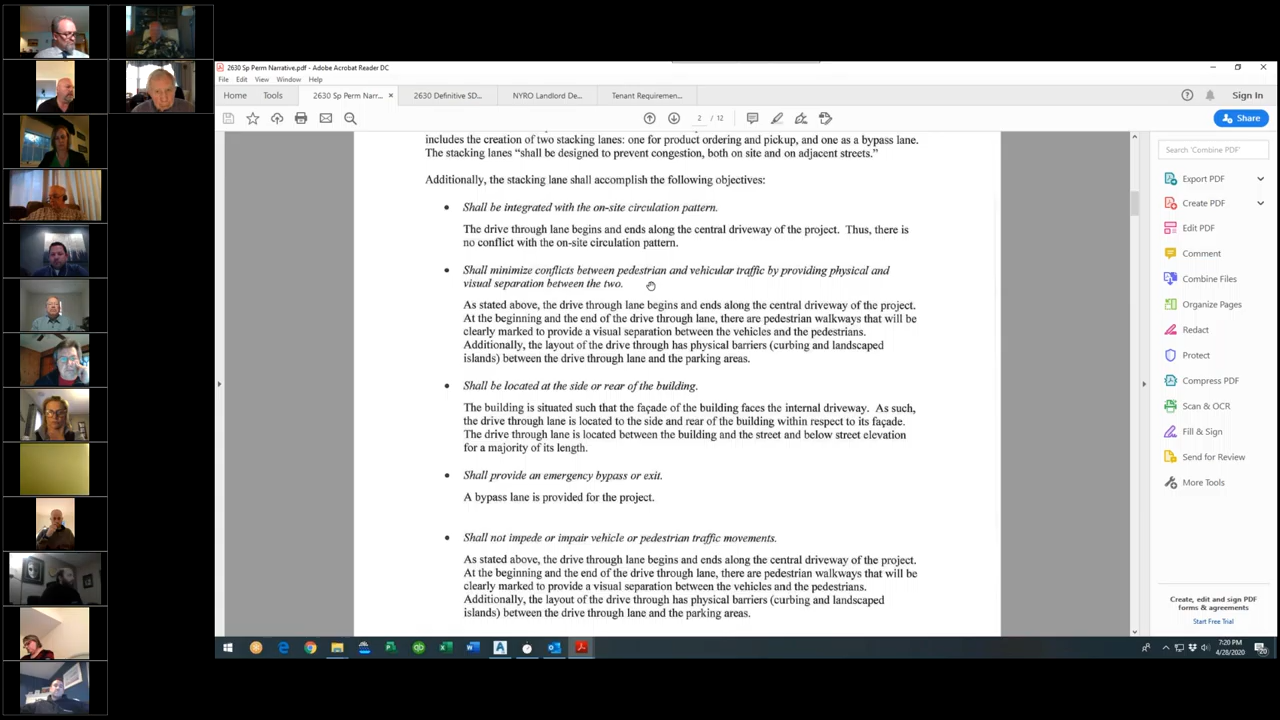 2630 Sp Perm Narrative.pdf - Adobe Acrobat Reader DC
File Edit View Window Help
Home Tools 2630 Sp Perm Narr... × 2630 Definitive SD... NYRO Landlord De... Tenant Requiremen... Sign In
2 / 12 Share
includes the creation of two stacking lanes: one for product ordering and pickup, and one as a bypass lane.
The stacking lanes “shall be designed to prevent congestion, both on site and on adjacent streets.”
Additionally, the stacking lane shall accomplish the following objectives:
• Shall be integrated with the on-site circulation pattern.
The drive through lane begins and ends along the central driveway of the project. Thus, there is
no conflict with the on-site circulation pattern.
• Shall minimize conflicts between pedestrian and vehicular traffic by providing physical and
visual separation between the two.
As stated above, the drive through lane begins and ends along the central driveway of the project.
At the beginning and the end of the drive through lane, there are pedestrian walkways that will be
clearly marked to provide a visual separation between the vehicles and the pedestrians.
Additionally, the layout of the drive through has physical barriers (curbing and landscaped
islands) between the drive through lane and the parking areas.
• Shall be located at the side or rear of the building.
The building is situated such that the façade of the building faces the internal driveway. As such,
the drive through lane is located to the side and rear of the building within respect to its façade.
The drive through lane is located between the building and the street and below street elevation
for a majority of its length.
• Shall provide an emergency bypass or exit.
A bypass lane is provided for the project.
• Shall not impede or impair vehicle or pedestrian traffic movements.
As stated above, the drive through lane begins and ends along the central driveway of the project.
At the beginning and the end of the drive through lane, there are pedestrian walkways that will be
clearly marked to provide a visual separation between the vehicles and the pedestrians.
Additionally, the layout of the drive through has physical barriers (curbing and landscaped
islands) between the drive through lane and the parking areas.
Search 'Combine PDF'
Export PDF
Create PDF
Edit PDF
Comment
Combine Files
Organize Pages
Redact
Protect
Compress PDF
Scan & OCR
Fill & Sign
Send for Review
More Tools
Create, edit and sign PDF
forms & agreements
Start Free Trial
7:20 PM
4/28/2020